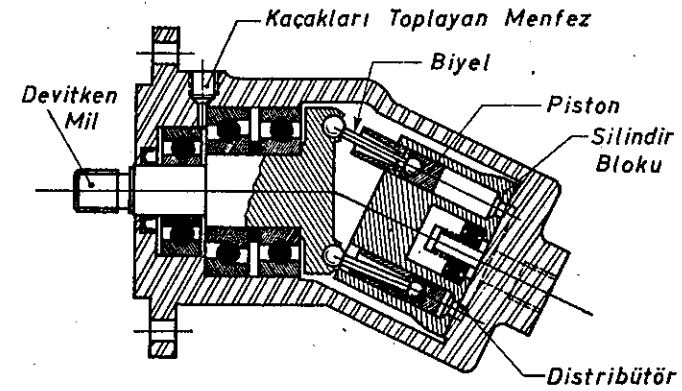 Kaçakları Toplayan Menfez
Biyel
Devitken
Mil
Piston
Silindir
Bloku
Distribütör